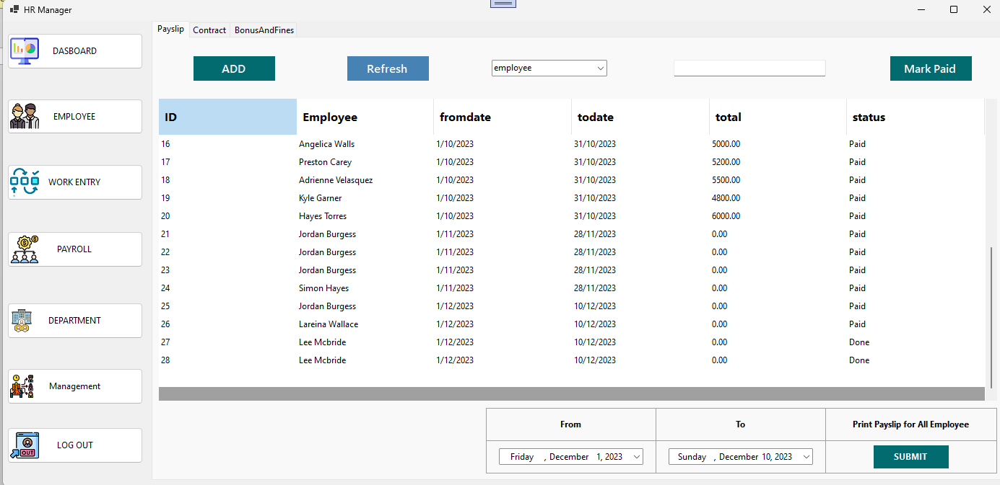 HR Manager
DASBOARD
EMPLOYEE
WORK ENTRY
PAYROLL
DEPARTMENT
Management
OUT
LOG OUT
Payslip Contract BonusAndFines
ADD Refresh employee Mark Paid
ID Employee fromdate todate total status
16 Angelica Walls 1/10/2023 31/10/2023 5000.00 Paid
17 Preston Carey 1/10/2023 31/10/2023 5200.00 Paid
18 Adrienne Velasquez 1/10/2023 31/10/2023 5500.00 Paid
19 Kyle Garner 1/10/2023 31/10/2023 4800.00 Paid
20 Hayes Torres 1/10/2023 31/10/2023 6000.00 Paid
21 Jordan Burgess 1/11/2023 28/11/2023 0.00 Paid
22 Jordan Burgess 1/11/2023 28/11/2023 0.00 Paid
23 Jordan Burgess 1/11/2023 28/11/2023 0.00 Paid
24 Simon Hayes 1/11/2023 28/11/2023 0.00 Paid
25 Jordan Burgess 1/12/2023 10/12/2023 0.00 Paid
26 Lareina Wallace 1/12/2023 10/12/2023 0.00 Paid
27 Lee Mcbride 1/12/2023 10/12/2023 0.00 Done
28 Lee Mcbride 1/12/2023 10/12/2023 0.00 Done
From To Print Payslip for All Employee
Friday , December 1, 2023 Sunday , December 10, 2023 SUBMIT